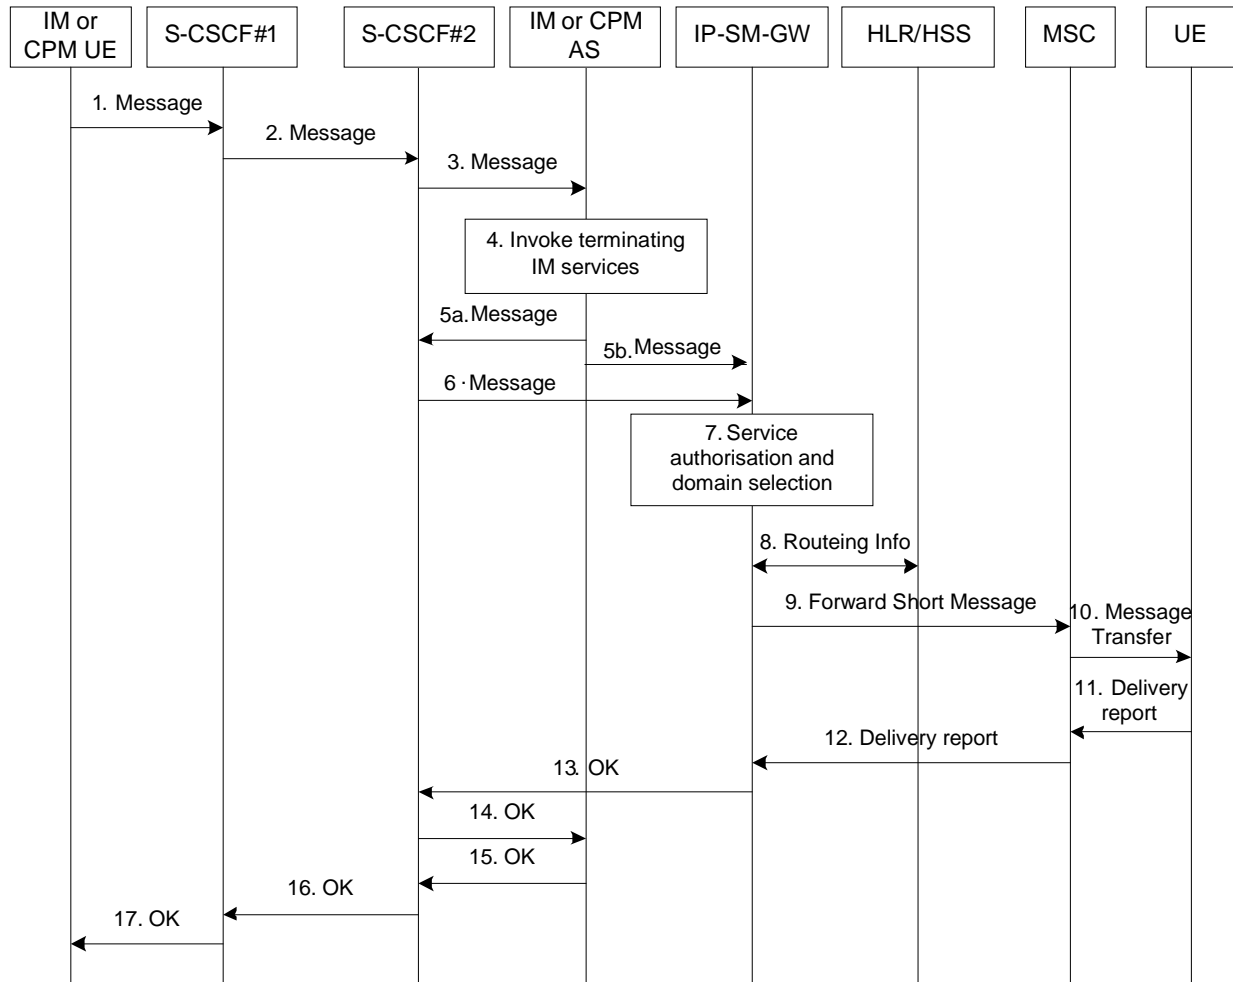 IM or
CPM UE
S-CSCF#1
S-CSCF#2
IM or CPM
AS
IP-SM-GW
HLR/HSS
MSC
UE
1. Message
2. Message
3. Message
4. Invoke terminating
IM services
5a. Message
5b. Message
6. Message
7. Service
authorisation and
domain selection
8. Routeing Info
9. Forward Short Message
10. Message
Transfer
11. Delivery
report
12. Delivery report
13. OK
14. OK
15. OK
16. OK
17. OK